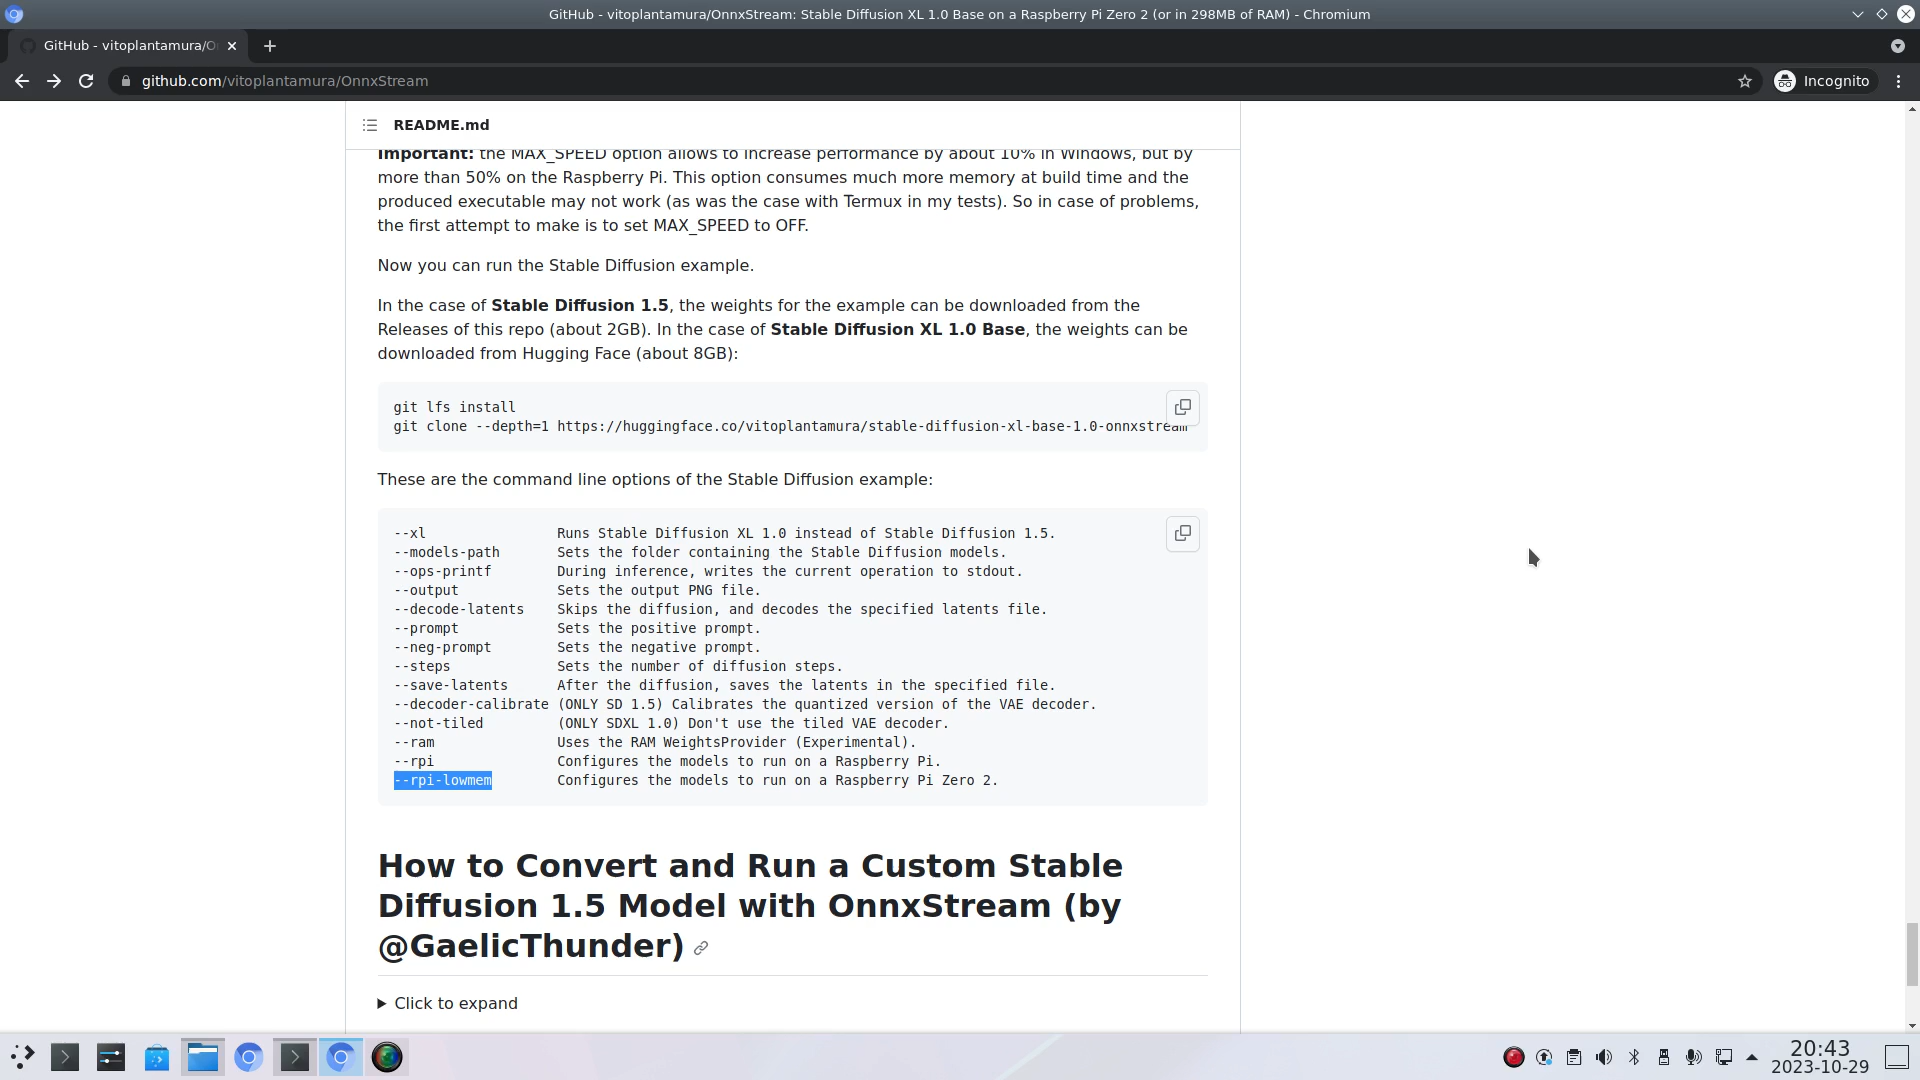 GitHub - vitoplantamura/OnnxStream: Stable Diffusion XL 1.0 Base on a Raspberry Pi Zero 2 (or in 298MB of RAM) - Chromium
GitHub - vitoplantamura/O
github.com/vitoplantamura/OnnxStream
Incognito
README.md
Important: the MAX_SPEED option allows to increase performance by about 10% in Windows, but by
more than 50% on the Raspberry Pi. This option consumes much more memory at build time and the
produced executable may not work (as was the case with Termux in my tests). So in case of problems,
the first attempt to make is to set MAX_SPEED to OFF.
Now you can run the Stable Diffusion example.
In the case of Stable Diffusion 1.5, the weights for the example can be downloaded from the
Releases of this repo (about 2GB). In the case of Stable Diffusion XL 1.0 Base, the weights can be
downloaded from Hugging Face (about 8GB):
git lfs install
git clone --depth=1 https://huggingface.co/vitoplantamura/stable-diffusion-xl-base-1.0-onnxstream
These are the command line options of the Stable Diffusion example:
--xl Runs Stable Diffusion XL 1.0 instead of Stable Diffusion 1.5.
--models-path Sets the folder containing the Stable Diffusion models.
--ops-printf During inference, writes the current operation to stdout.
--output Sets the output PNG file.
--decode-latents Skips the diffusion, and decodes the specified latents file.
--prompt Sets the positive prompt.
--neg-prompt Sets the negative prompt.
--steps Sets the number of diffusion steps.
--save-latents After the diffusion, saves the latents in the specified file.
--decoder-calibrate (ONLY SD 1.5) Calibrates the quantized version of the VAE decoder.
--not-tiled (ONLY SDXL 1.0) Don't use the tiled VAE decoder.
--ram Uses the RAM WeightsProvider (Experimental).
--rpi Configures the models to run on a Raspberry Pi.
--rpi-lowmem Configures the models to run on a Raspberry Pi Zero 2.
How to Convert and Run a Custom Stable
Diffusion 1.5 Model with OnnxStream (by
@GaelicThunder)
Click to expand
20:43
2023-10-29